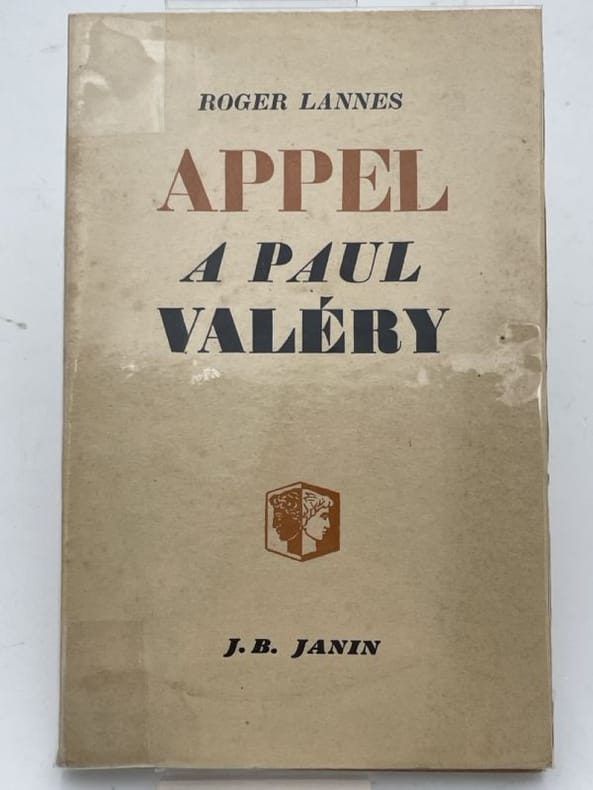 ROGER LANNES
APPEL
A PAUL
VALÉRY
J. B. JANIN